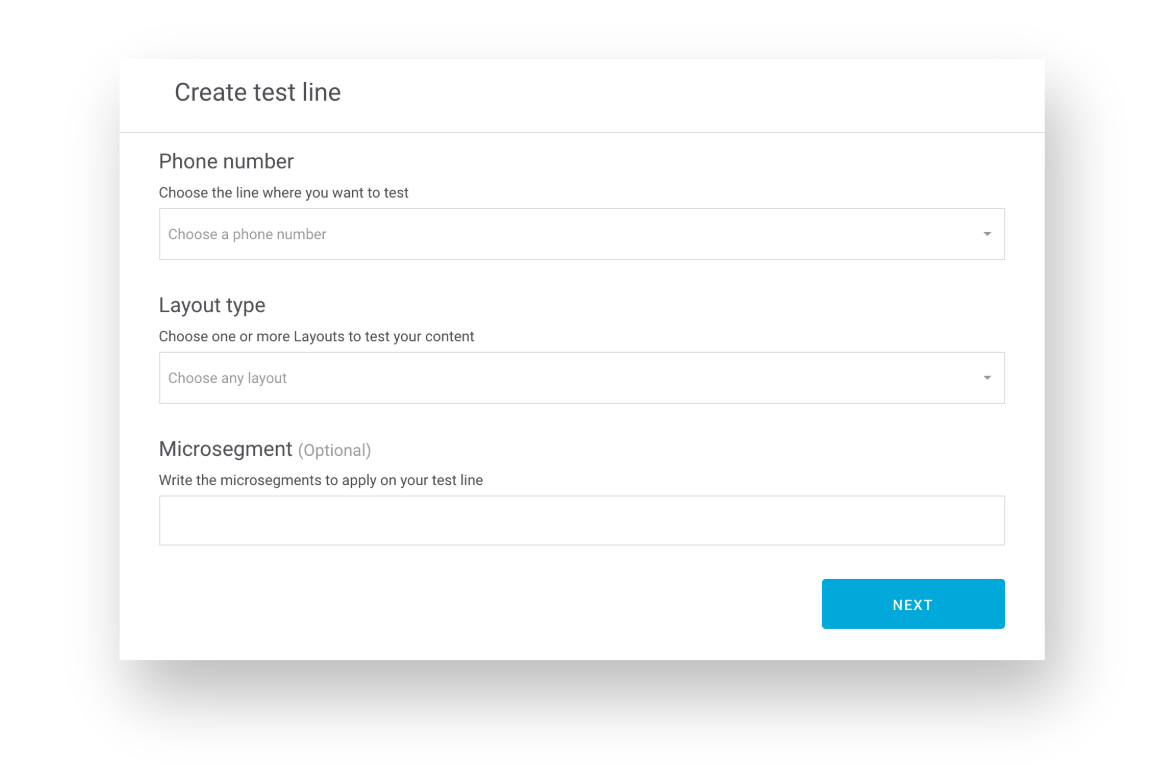 Create test line
Phone number
Choose the line where you want to test
Choose a phone number
Layout type
Choose one or more Layouts to test your content
Choose any layout
Microsegment (Optional)
Write the microsegments to apply on your test line
NEXT